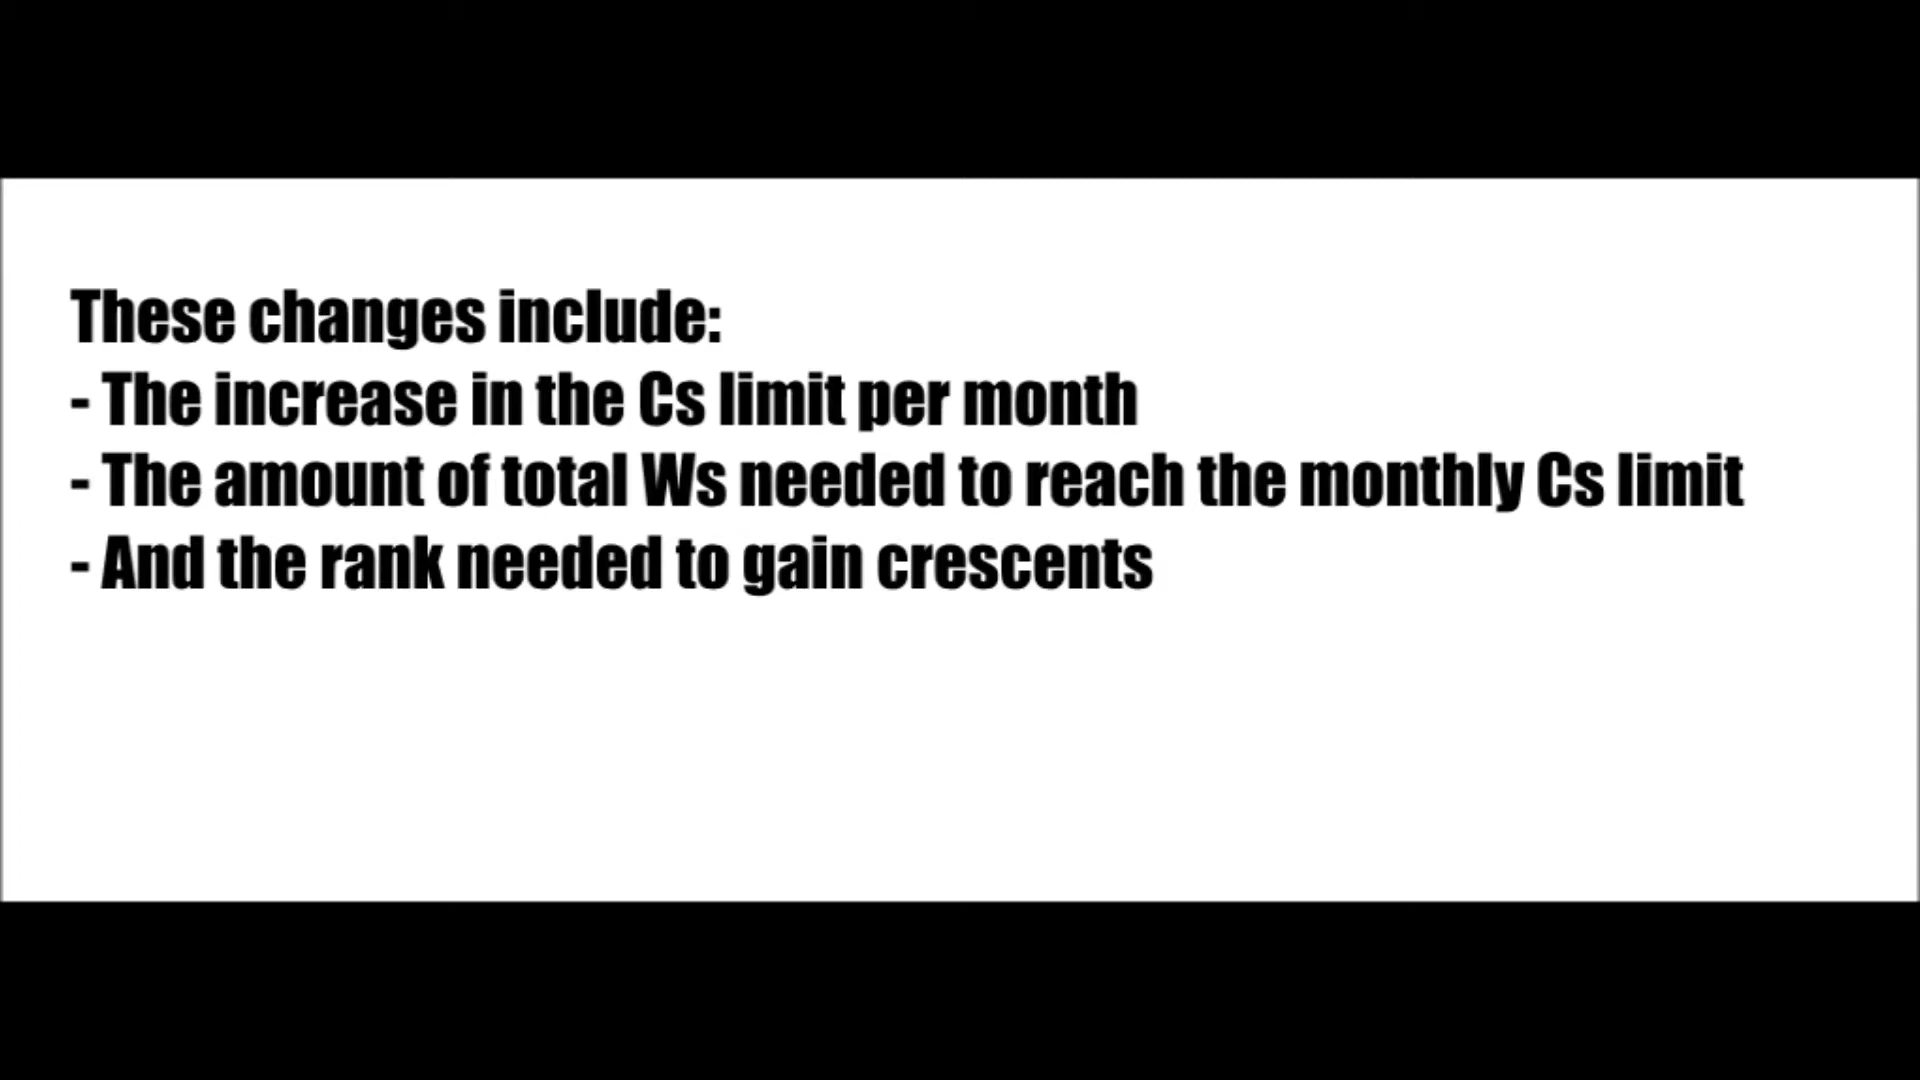 These changes include:
- The increase in the Cs limit per month
- The amount of total Ws needed to reach the monthly Cs limit
- And the rank needed to gain crescents